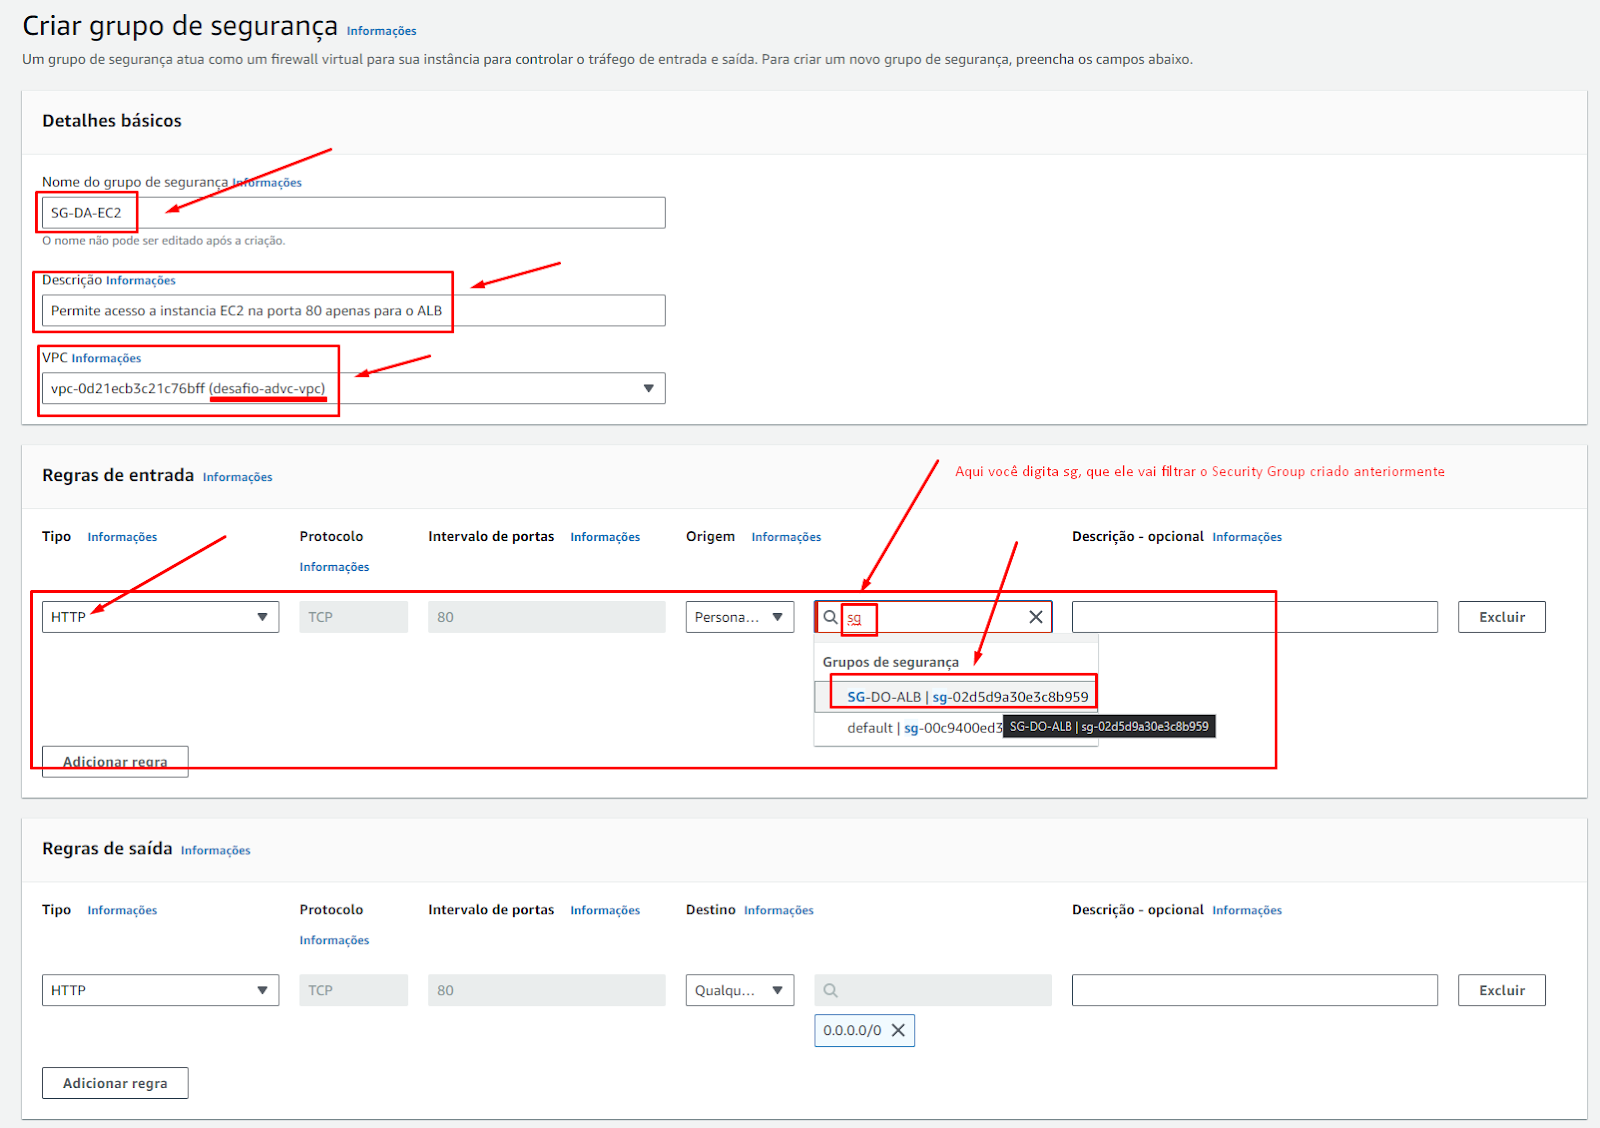 Criar grupo de segurança Informações
Um grupo de segurança atua como um firewall virtual para sua instância para controlar o tráfego de entrada e saída. Para criar um novo grupo de segurança, preencha os campos abaixo.
Detalhes básicos
Nome do grupo de segurança Informações
SG-DA-EC2
O nome não pode ser editado após a criação.
Descrição Informações
Permite acesso a instancia EC2 na porta 80 apenas para o ALB
VPC Informações
vpc-0d21ecb3c21c76bff (desafio-advc-vpc)
Regras de entrada Informações
Aqui você digita sg, que ele vai filtrar o Security Group criado anteriormente
Tipo Informações Protocolo Intervalo de portas Informações Origem Informações Descrição - opcional Informações
Informações
HTTP TCP 80 Persona... sg Excluir
Grupos de segurança
SG-DO-ALB | sg-02d5d9a30e3c8b959
default | sg-00c9400ed3 SG-DO-ALB | sg-02d5d9a30e3c8b959
Adicionar regra
Regras de saída Informações
Tipo Informações Protocolo Intervalo de portas Informações Destino Informações Descrição - opcional Informações
Informações
HTTP TCP 80 Qualqu... Excluir
0.0.0.0/0
Adicionar regra